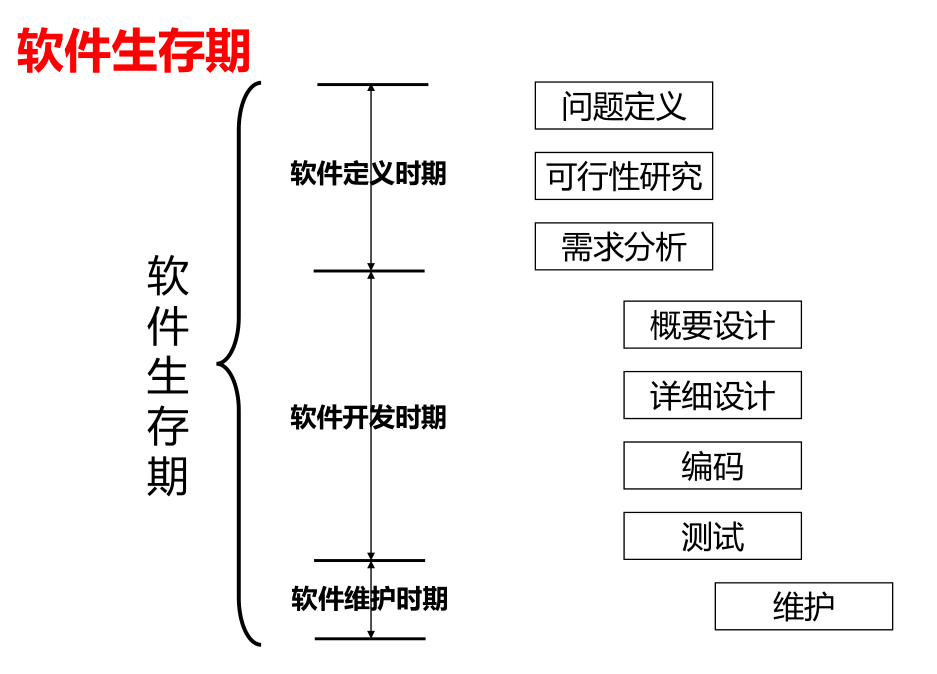 软件生存期
软件生存期
软件定义时期
软件开发时期
软件维护时期
问题定义
可行性研究
需求分析
概要设计
详细设计
编码
测试
维护